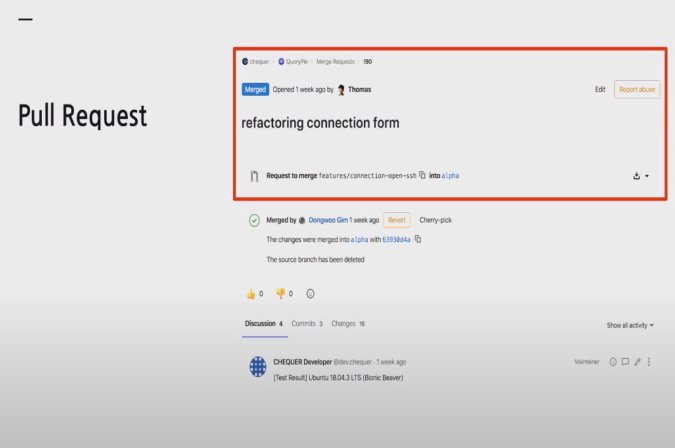 Pull Request
chequer > QueryPie > Merge Requests > !90
Merged Opened 1 week ago by Thomas Edit Report abuse
refactoring connection form
Request to merge features/connection-open-ssh into alpha
Merged by Dongwoo Gim 1 week ago Revert Cherry-pick
The changes were merged into alpha with 63930d4a
The source branch has been deleted
0 0
Discussion 4 Commits 3 Changes 16 Show all activity
CHEQUER Developer @dev.chequer · 1 week ago Maintainer
[Test Result] Ubuntu 18.04.3 LTS (Bionic Beaver)